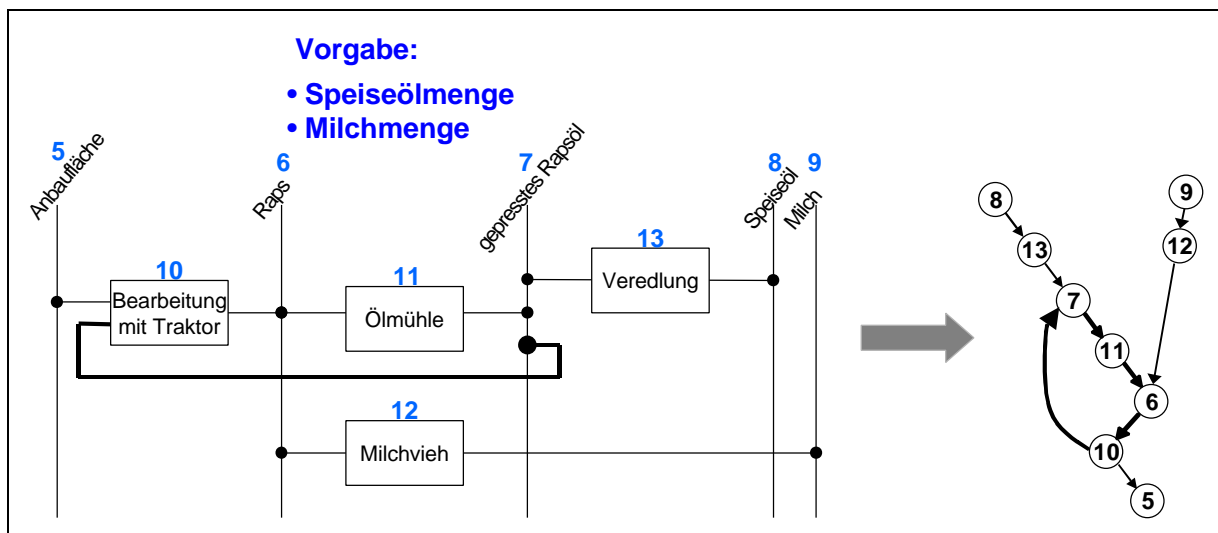 Vorgabe:
• Speiseölmenge
• Milchmenge
5
Anbaufläche
6
Raps
7
gepresstes Rapsöl
8
Speiseöl
9
Milch
10
Bearbeitung
mit Traktor
11
Ölmühle
13
Veredlung
12
Milchvieh
8
9
13
12
7
11
6
10
5